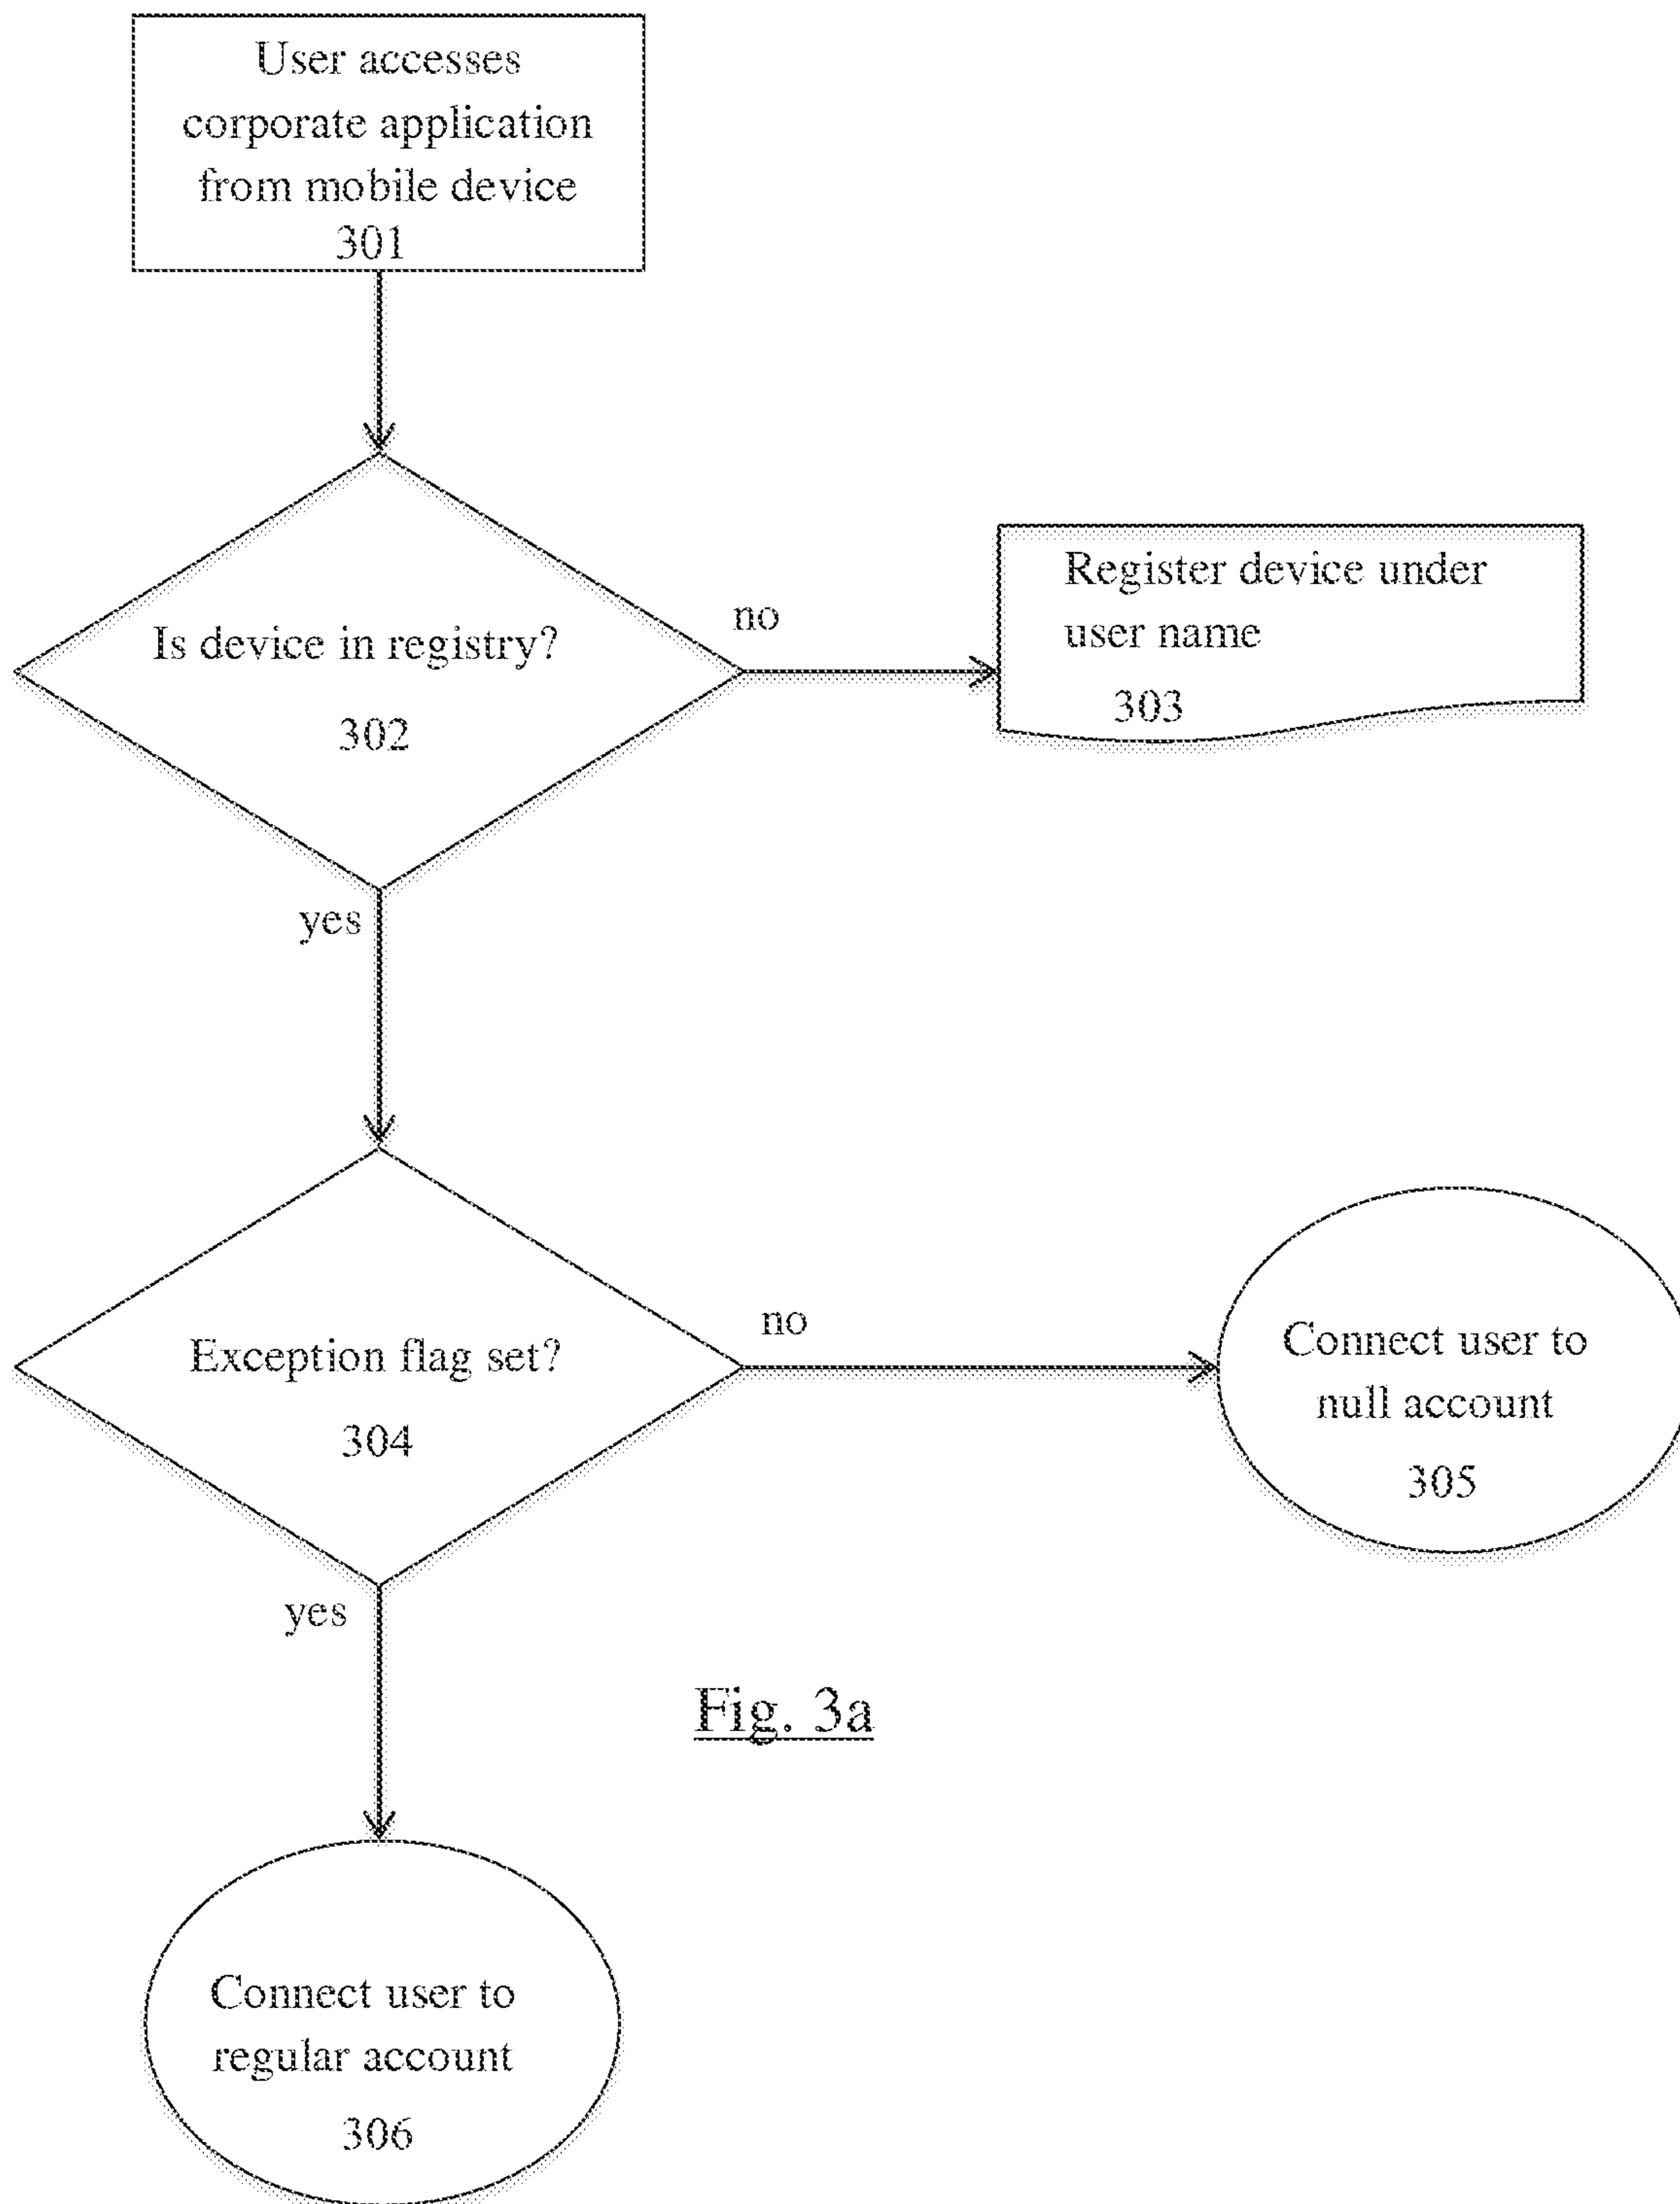 User accesses
corporate application
from mobile device
301
Is device in registry?
302
no
Register device under
user name
303
yes
Exception flag set?
304
no
Connect user to
null account
305
yes
Fig. 3a
Connect user to
regular account
306